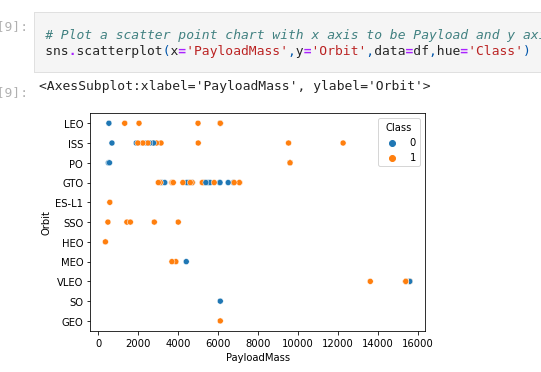 [9]: # Plot a scatter point chart with x axis to be Payload and y axi
sns.scatterplot(x='PayloadMass',y='Orbit',data=df,hue='Class')
[9]: <AxesSubplot:xlabel='PayloadMass', ylabel='Orbit'>
Class
0
1
Orbit
LEO
ISS
PO
GTO
ES-L1
SSO
HEO
MEO
VLEO
SO
GEO
0 2000 4000 6000 8000 10000 12000 14000 16000
PayloadMass